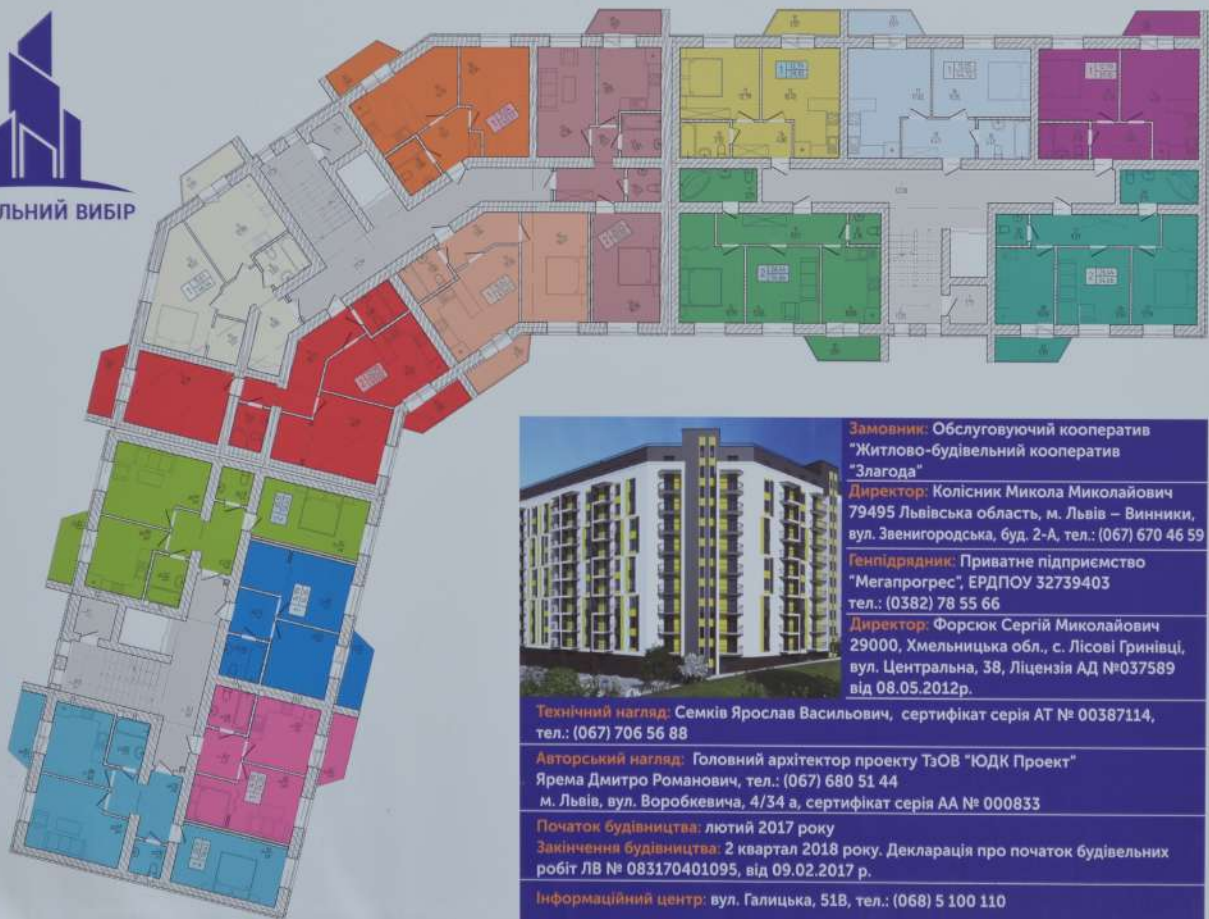 ЛЬНИЙ ВИБІР
Замовник: Обслуговуючий кооператив
"Житлово-будівельний кооператив
"Злагода"
Директор: Колісник Микола Миколайович
79495 Львівська область, м. Львів – Винники,
вул. Звенигородська, буд. 2-А, тел.: (067) 670 46 59
Генпідрядник: Приватне підприємство
"Мегапрогрес", ЕРДПОУ 32739403
тел.: (0382) 78 55 66
Директор: Форсюк Сергій Миколайович
29000, Хмельницька обл., с. Лісові Гринівці,
вул. Центральна, 38, Ліцензія АД №037589
від 08.05.2012р.
Технічний нагляд: Семків Ярослав Васильович, сертифікат серія АТ № 00387114,
тел.: (067) 706 56 88
Авторський нагляд: Головний архітектор проекту ТзОВ "ЮДК Проект"
Ярема Дмитро Романович, тел.: (067) 680 51 44
м. Львів, вул. Воробкевича, 4/34 а, сертифікат серія АА № 000833
Початок будівництва: лютий 2017 року
Закінчення будівництва: 2 квартал 2018 року. Декларація про початок будівельних
робіт ЛВ № 083170401095, від 09.02.2017 р.
Інформаційний центр: вул. Галицька, 51В, тел.: (068) 5 100 110